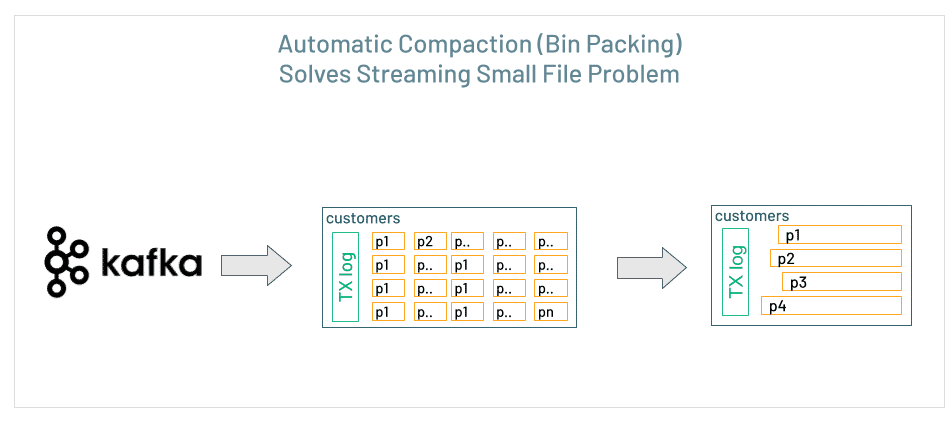 Automatic Compaction (Bin Packing)
Solves Streaming Small File Problem
kafka
customers
TX log
p1 p2 p.. p.. p..
p1 p.. p1 p.. p..
p1 p.. p1 p.. p..
p1 p.. p1 p.. pn
customers
TX log
p1
p2
p3
p4